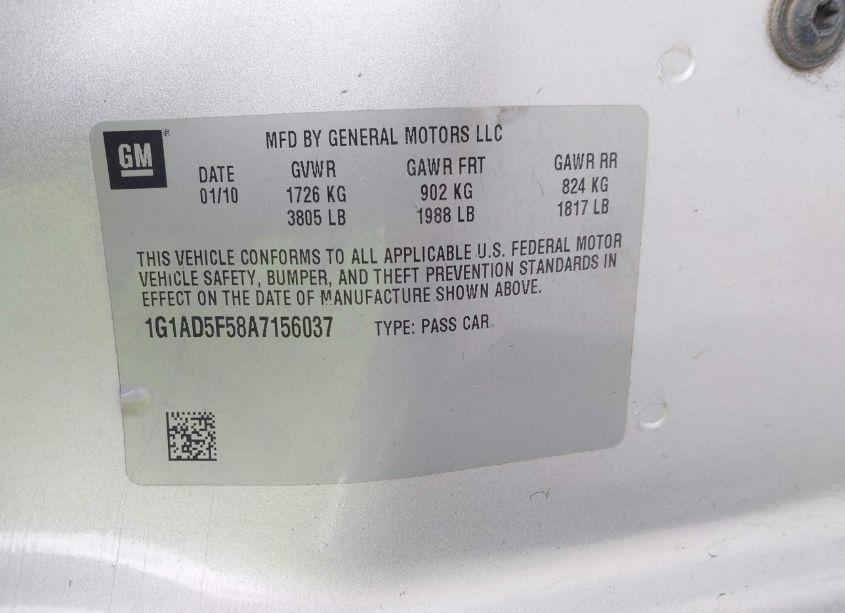 GM
MFD BY GENERAL MOTORS LLC
DATE GVWR GAWR FRT GAWR RR
01/10 1726 KG 902 KG 824 KG
3805 LB 1988 LB 1817 LB
THIS VEHICLE CONFORMS TO ALL APPLICABLE U.S. FEDERAL MOTOR
VEHICLE SAFETY, BUMPER, AND THEFT PREVENTION STANDARDS IN
EFFECT ON THE DATE OF MANUFACTURE SHOWN ABOVE.
1G1AD5F58A7156037 TYPE: PASS CAR